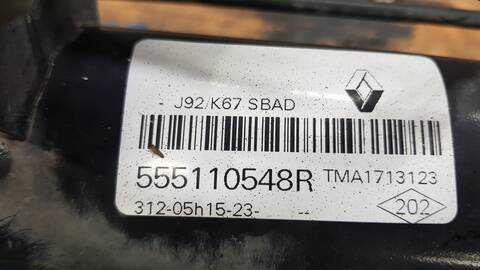 J92/K67 SBAD
555110548R TMA1713123
312-05h15-23- --
202